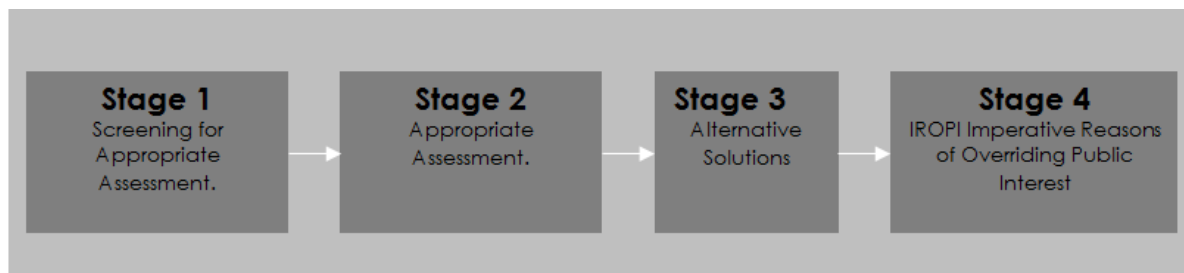 Stage 1
Screening for
Appropriate
Assessment.
Stage 2
Appropriate
Assessment.
Stage 3
Alternative
Solutions
Stage 4
IROPI Imperative Reasons
of Overriding Public
Interest